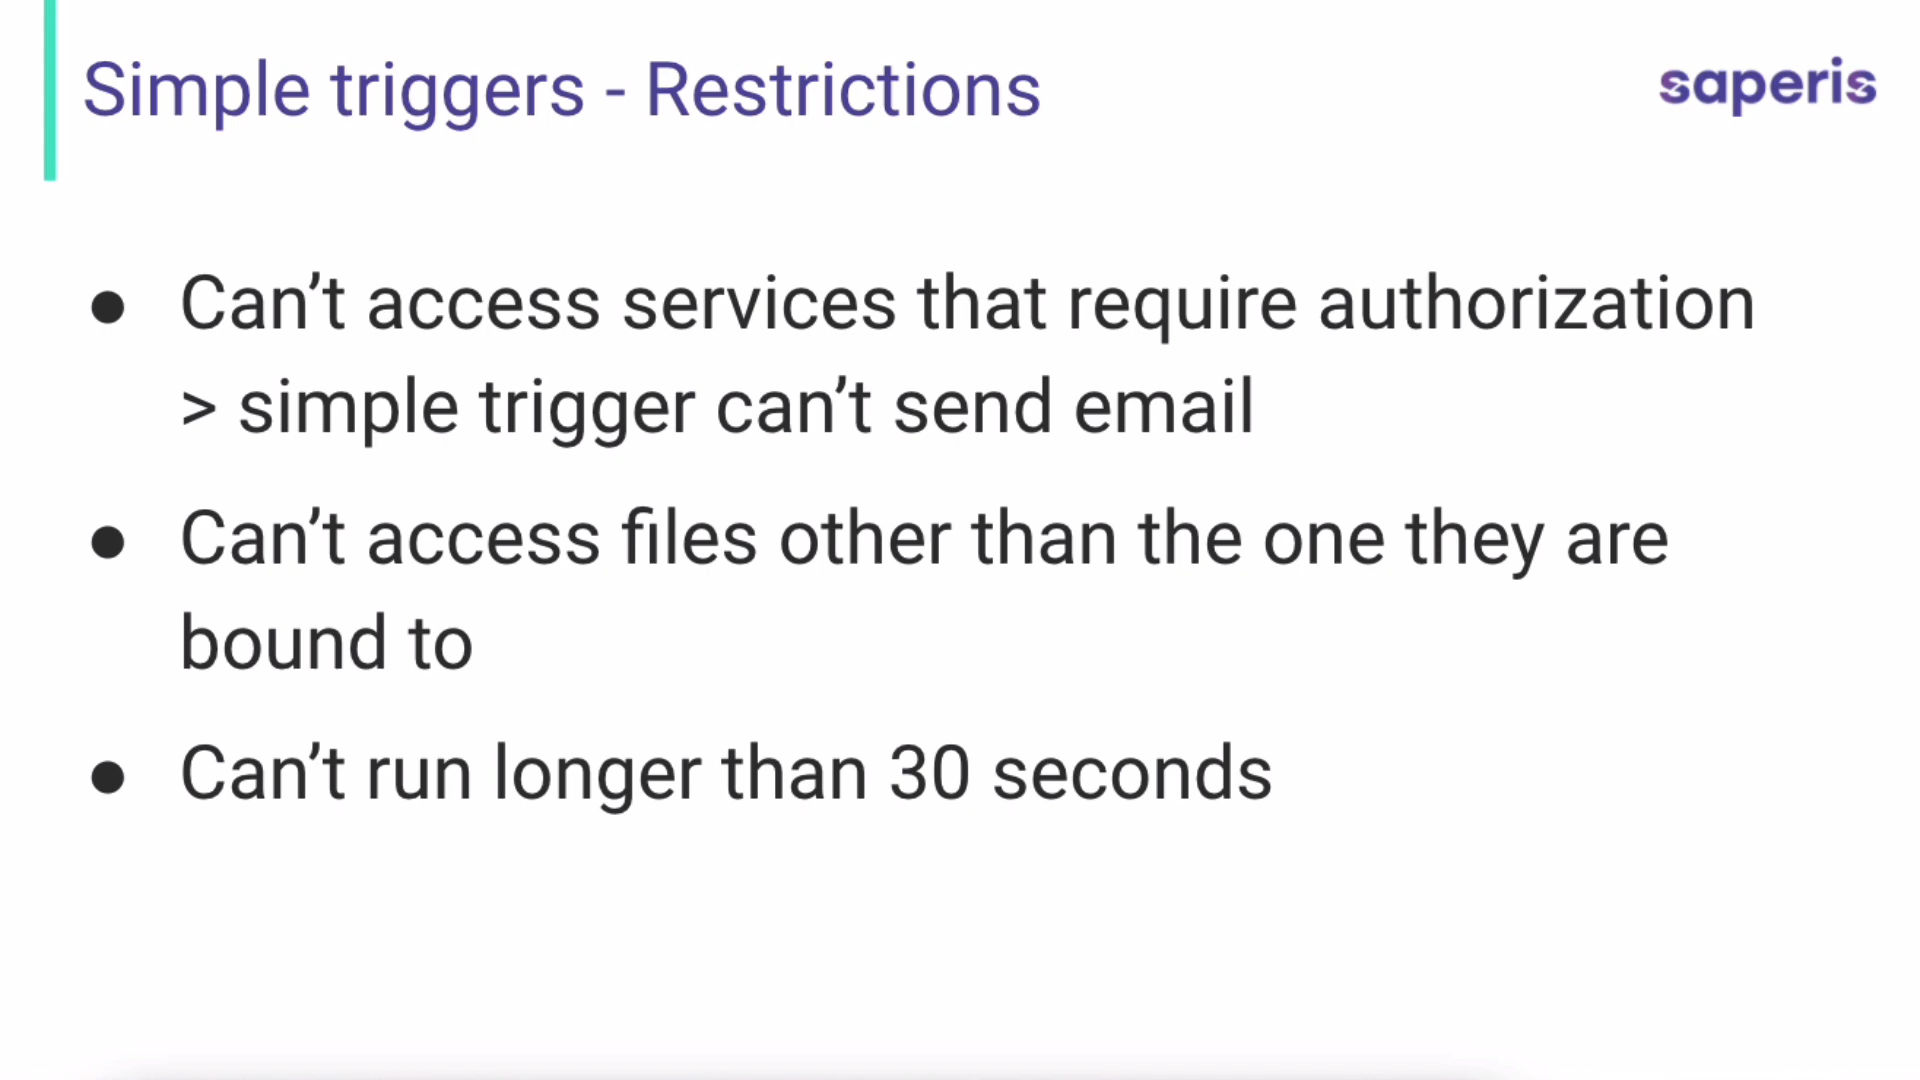 Simple triggers - Restrictions
saperis
● Can’t access services that require authorization
> simple trigger can’t send email
● Can’t access files other than the one they are
bound to
● Can’t run longer than 30 seconds